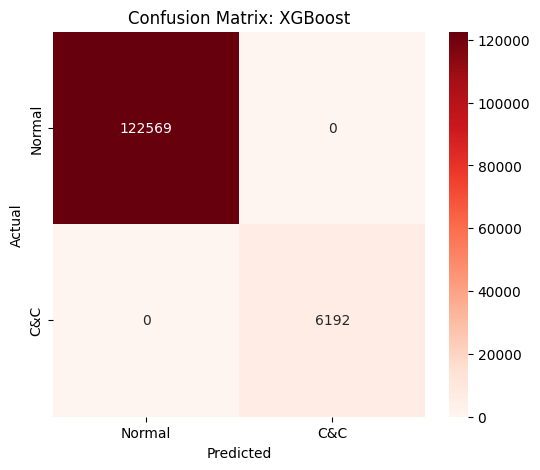 Confusion Matrix: XGBoost
Actual
Normal
C&C
122569
0
0
6192
Normal
C&C
Predicted
120000
100000
80000
60000
40000
20000
0